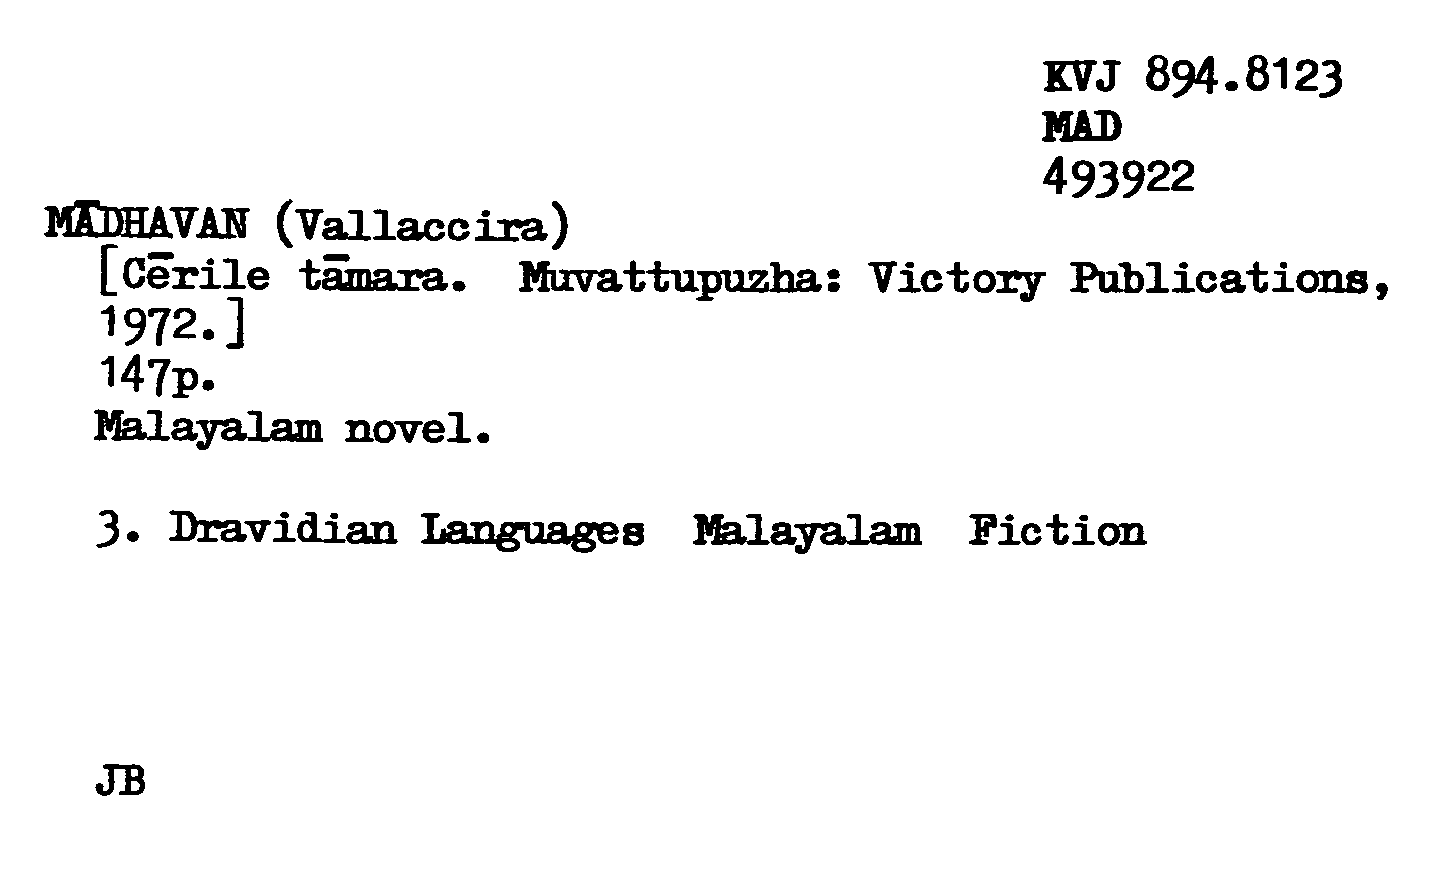 KVJ 894.8123
MAD
493922
MĀDHAVAN (Vallaccira)
[Cērile tāmara. Muvattupuzha: Victory Publications,
1972.]
147p.
Malayalam novel.
3. Dravidian Languages Malayalam Fiction
JB